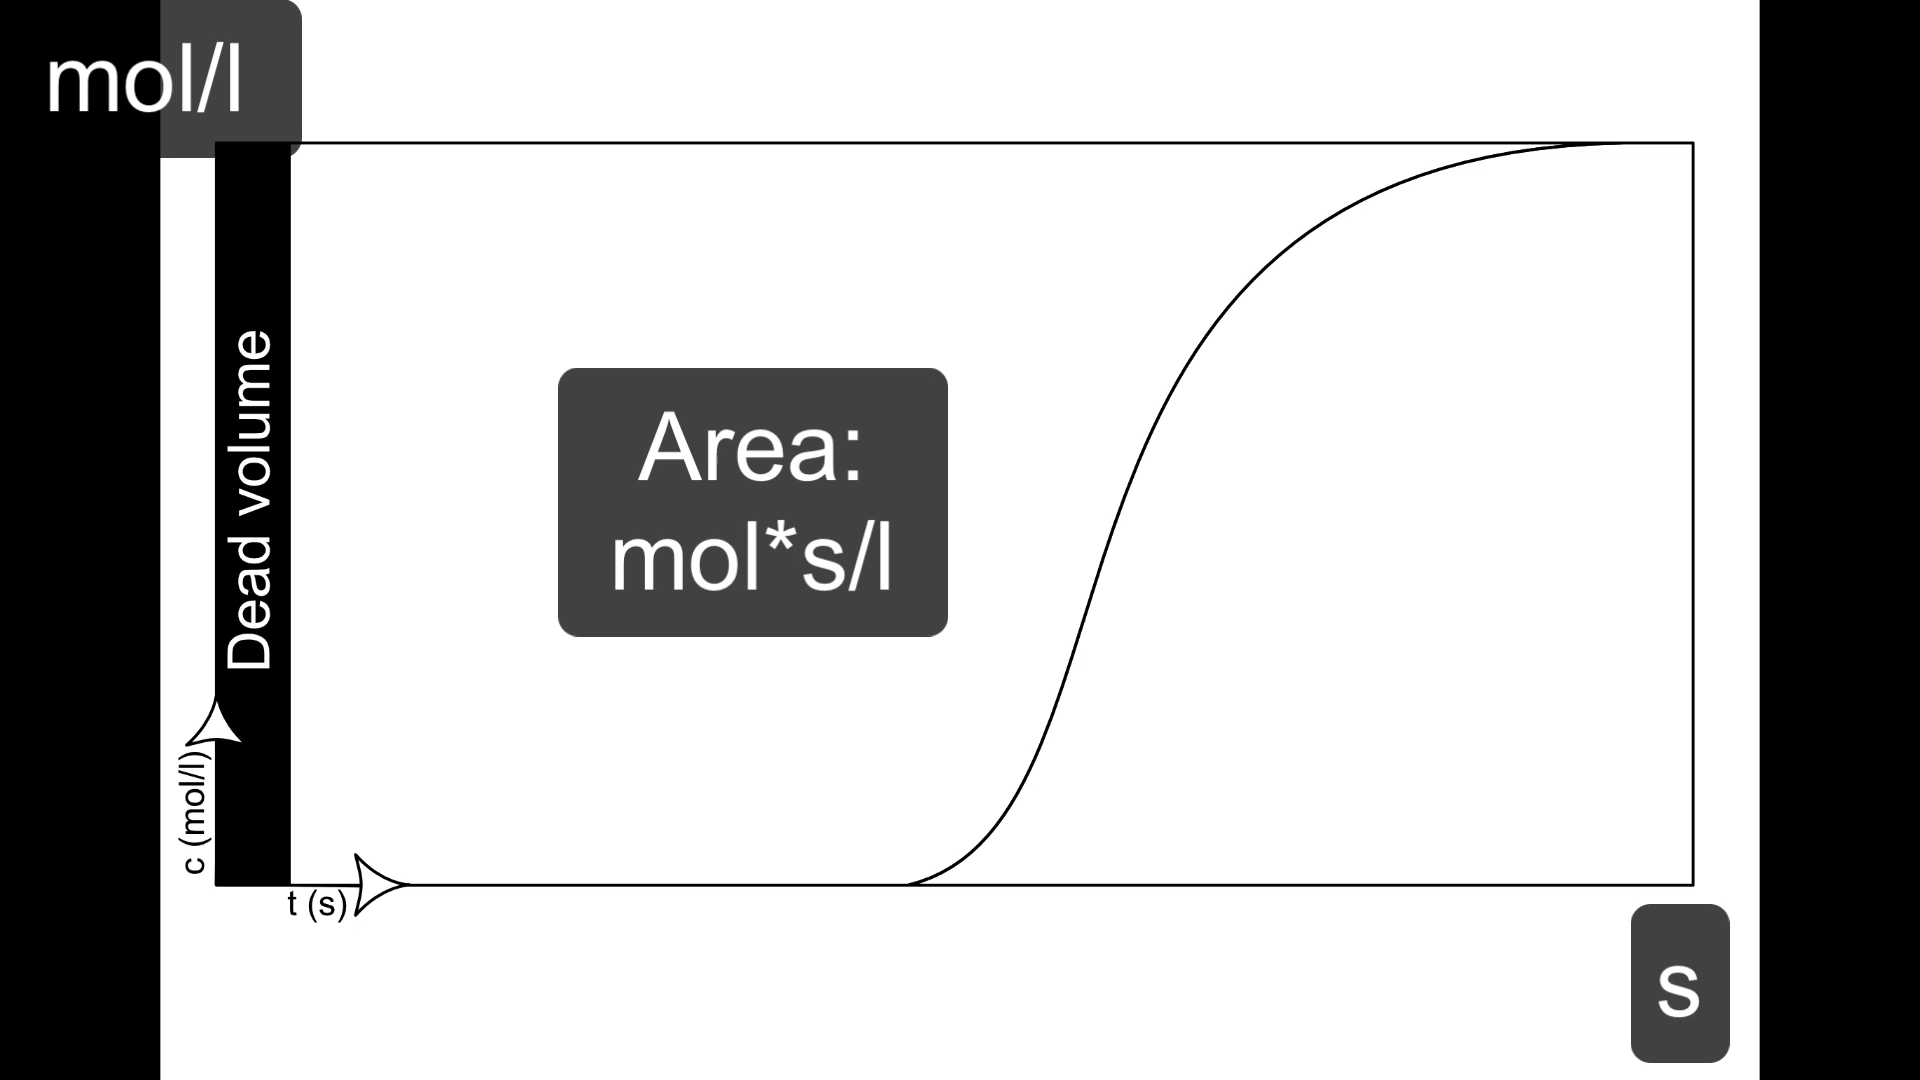 mol/l
Dead volume
Area:
mol*s/l
c (mol/l)
t (s)
s